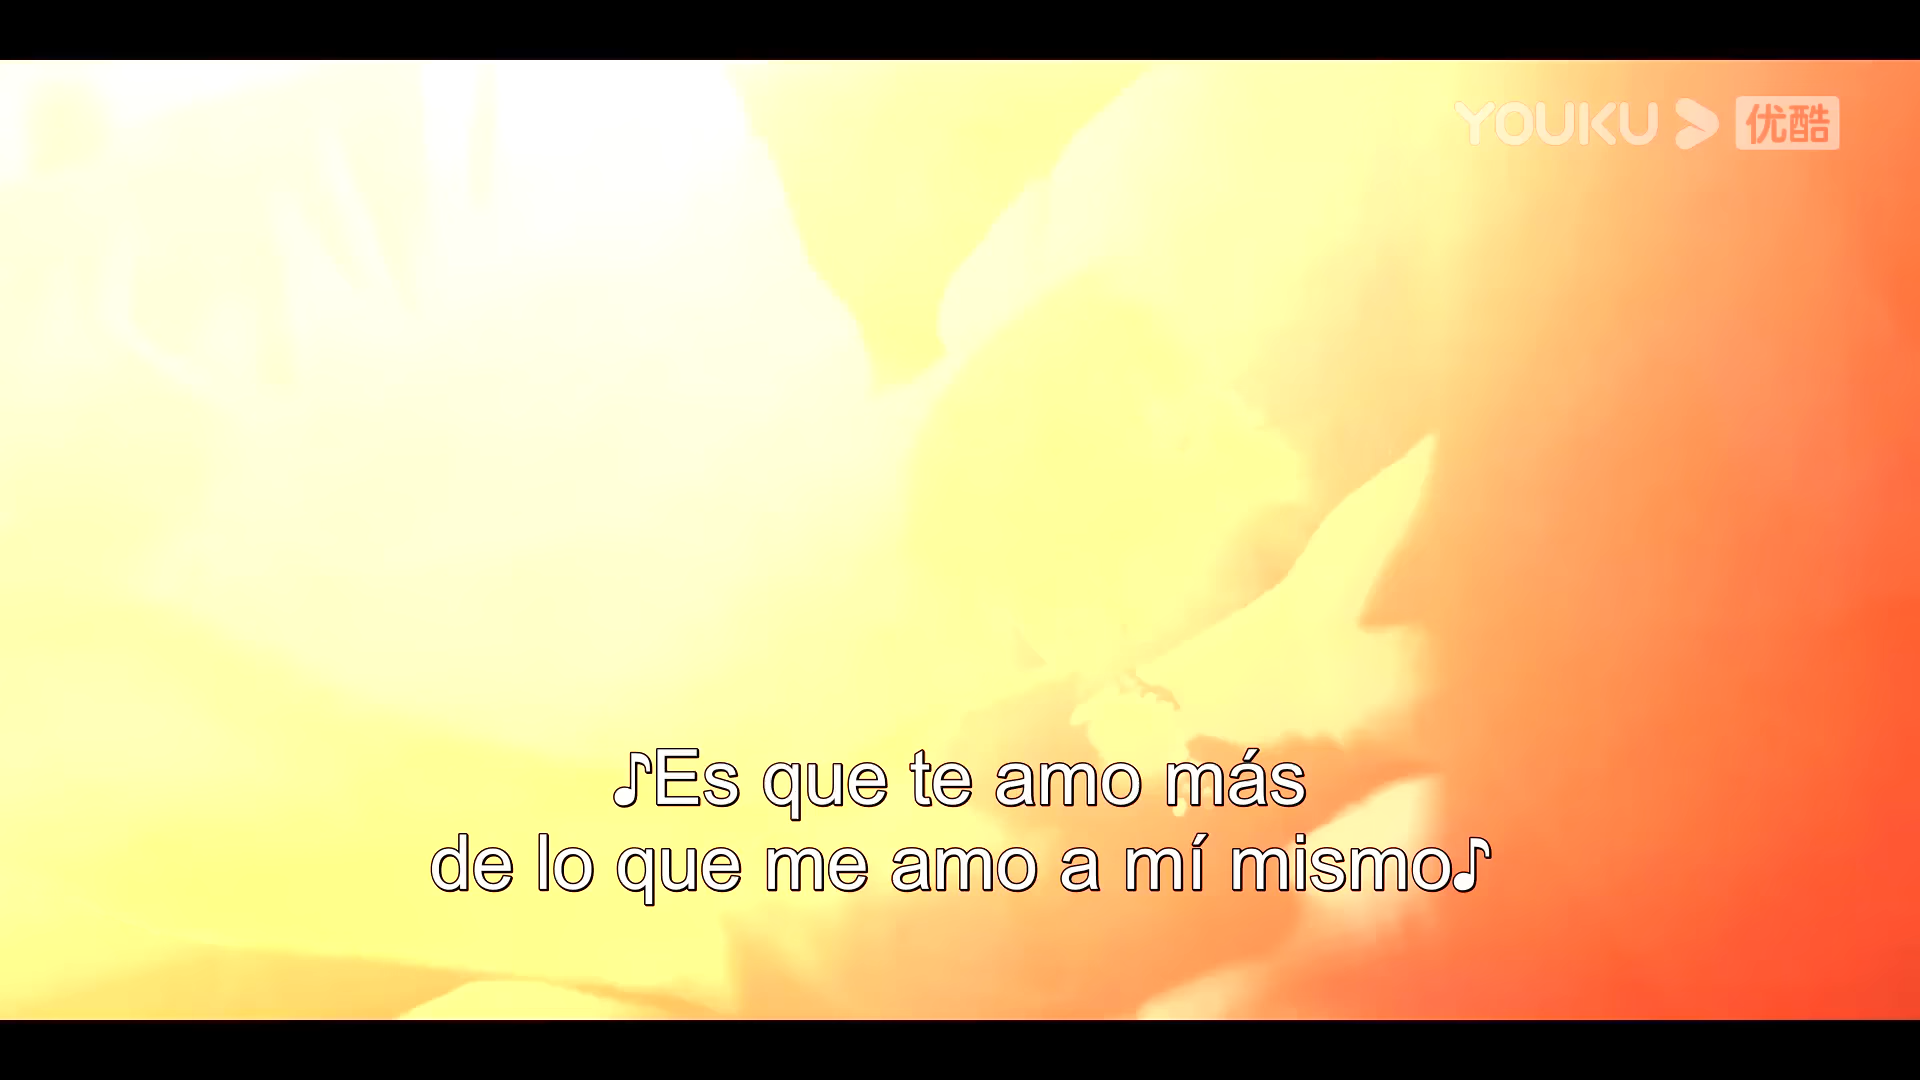 YOUKU 优酷
♪Es que te amo más
de lo que me amo a mí mismo♪